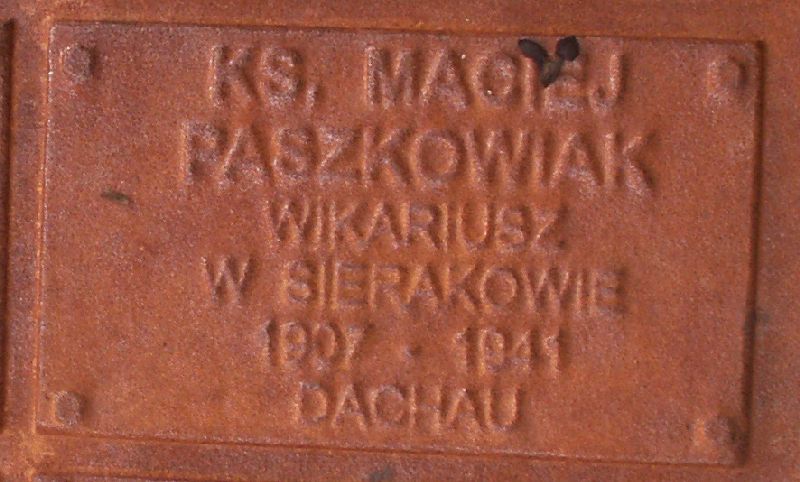 KS. MACIEJ
PASZKOWIAK
WIKARIUSZ
W SIERAKOWIE
1907 - 1941
DACHAU